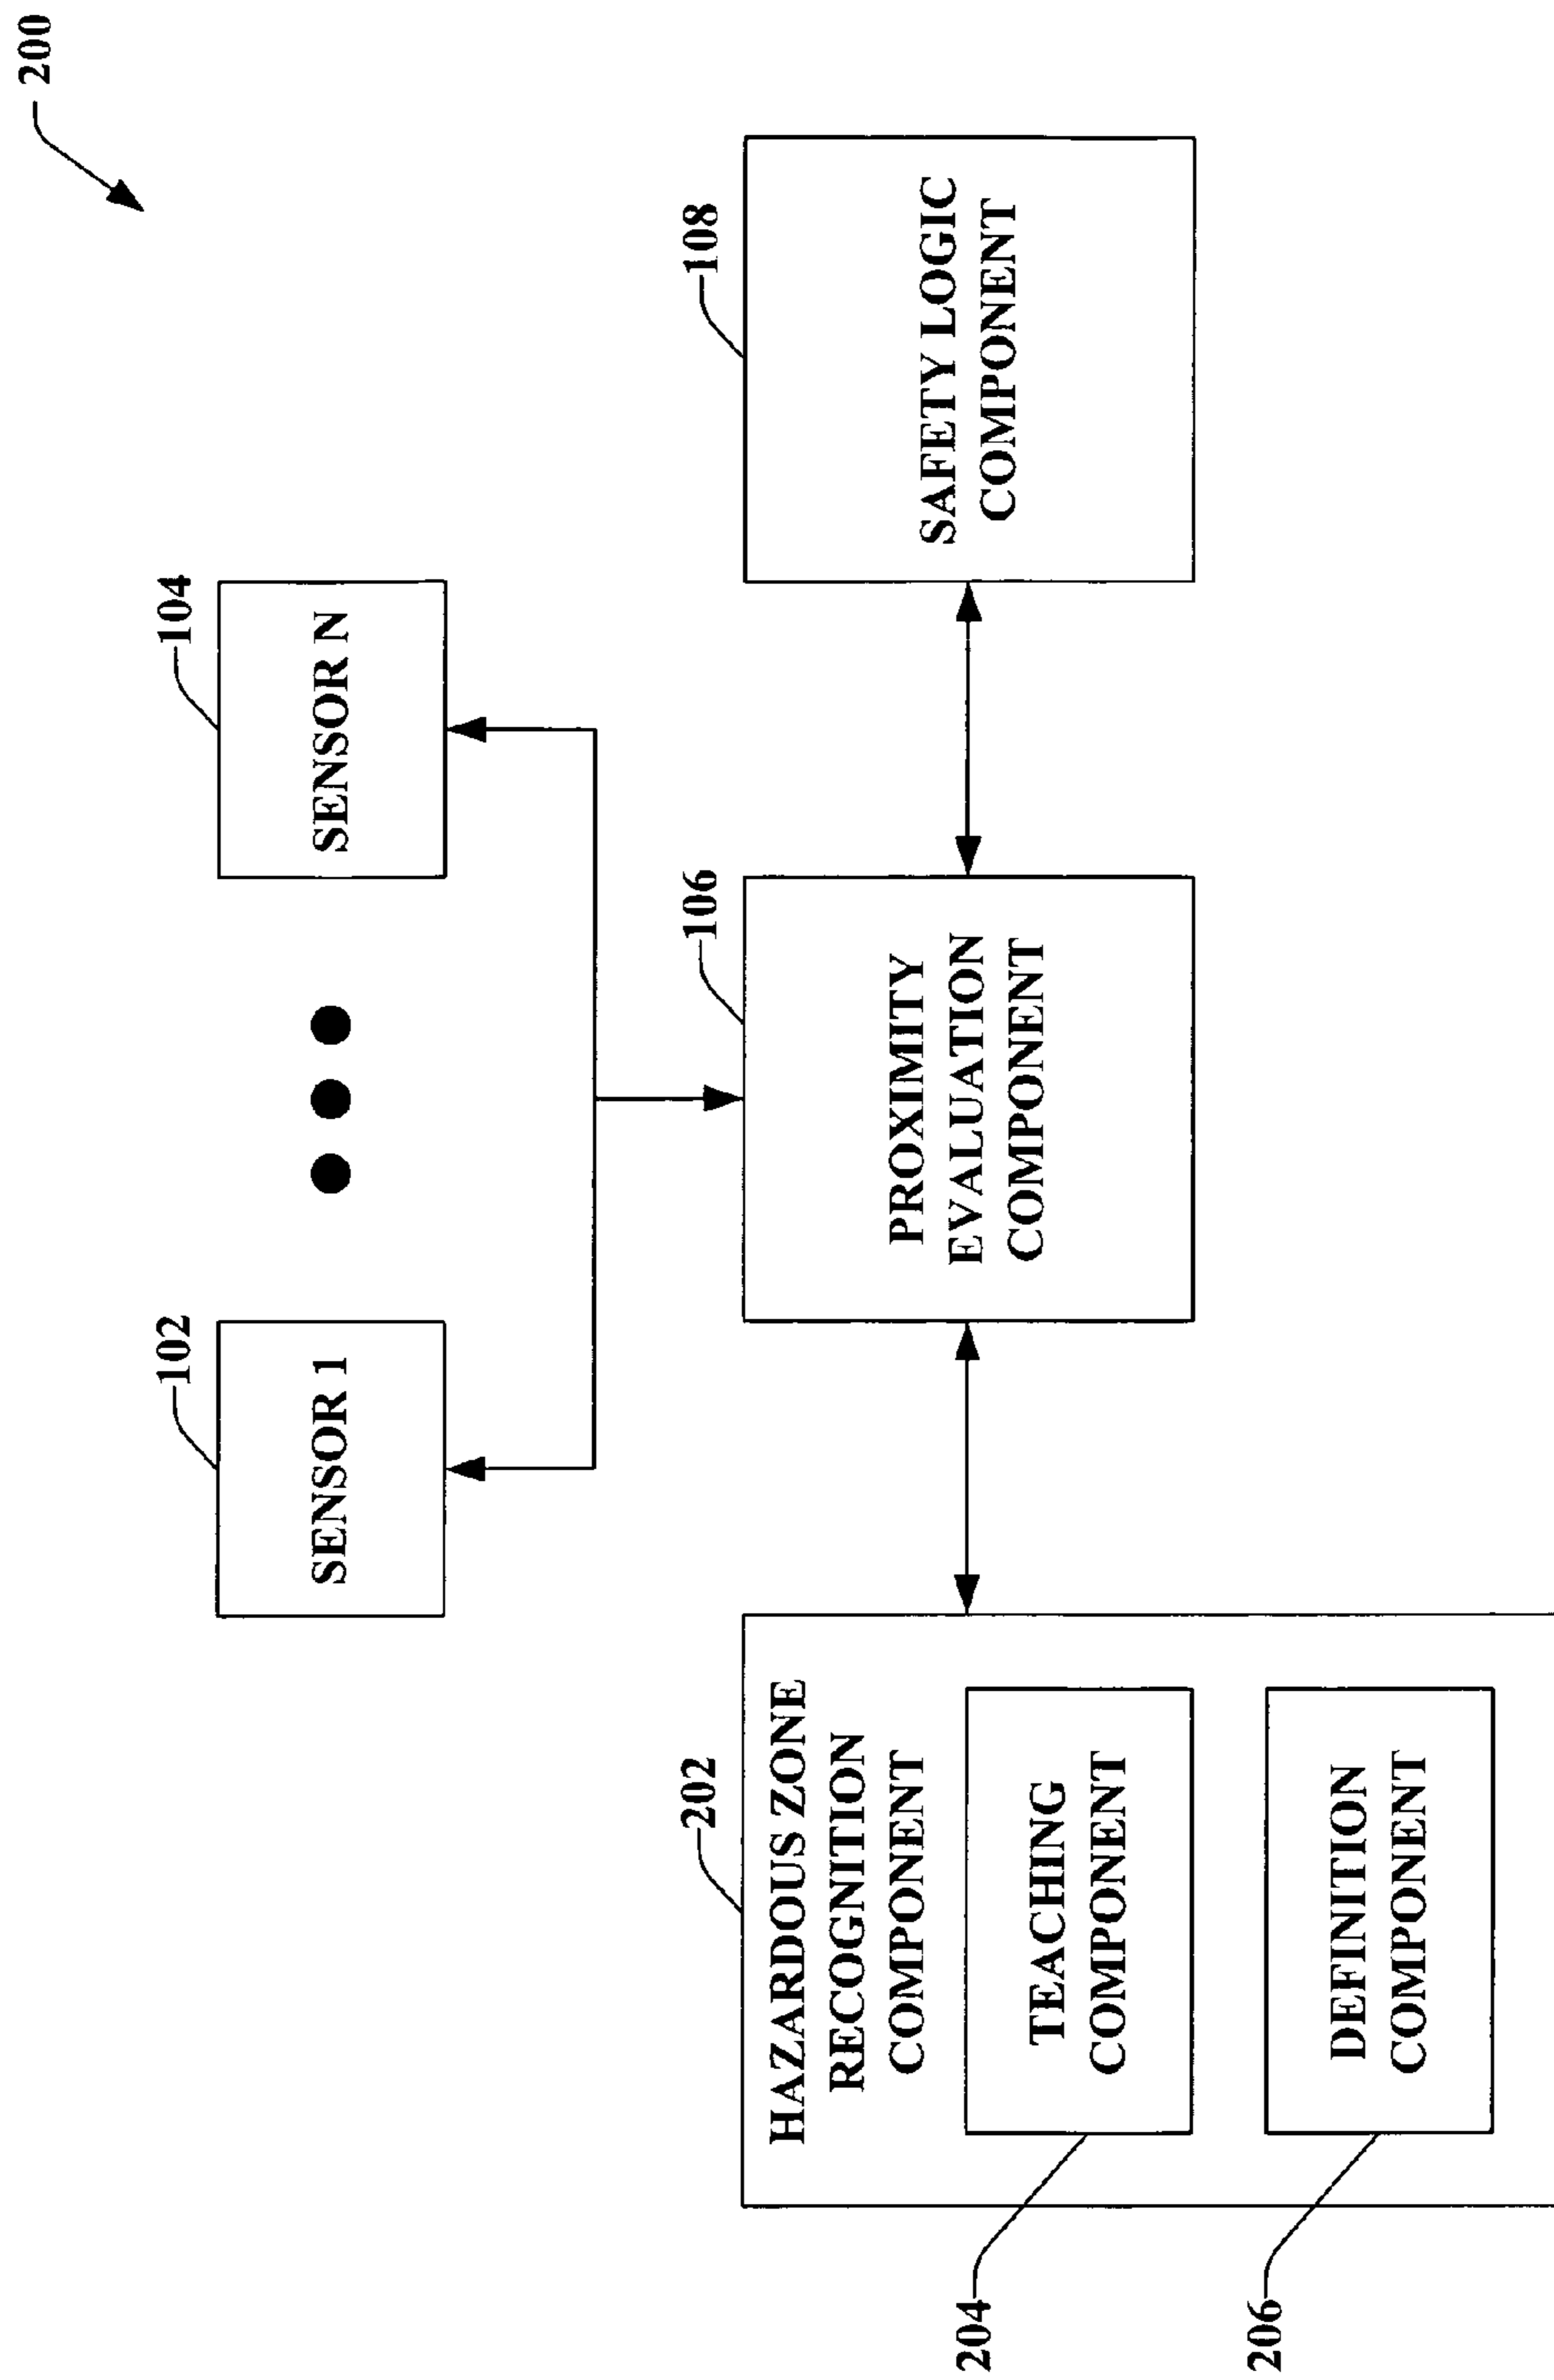 200
102
SENSOR 1
104
SENSOR N
202
HAZARDOUS ZONE
RECOGNITION
COMPONENT
204
TEACHING
COMPONENT
206
DEFINITION
COMPONENT
106
PROXIMITY
EVALUATION
COMPONENT
108
SAFETY LOGIC
COMPONENT